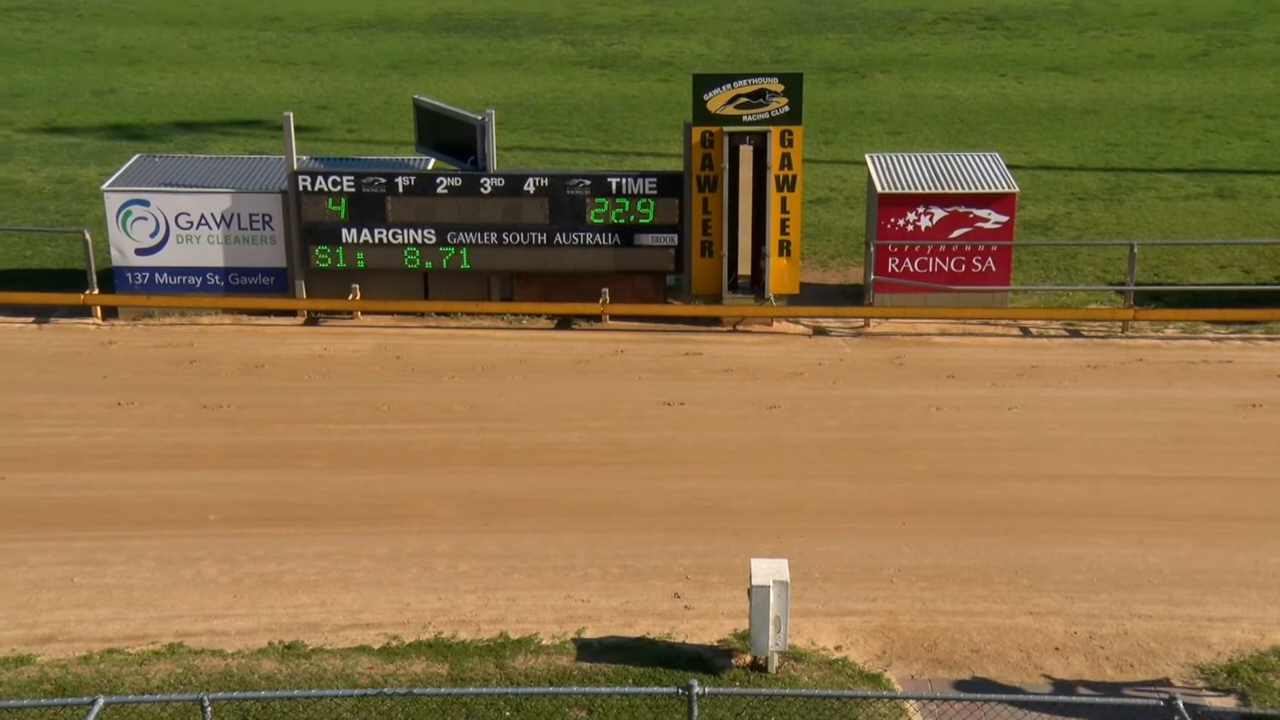 GAWLER GREYHOUND
RACING CLUB
GAWLER
GAWLER
RACE 1ST 2ND 3RD 4TH TIME
4 22.9
MARGINS GAWLER SOUTH AUSTRALIA BROOK
S1: 8.71
GAWLER
DRY CLEANERS
137 Murray St, Gawler
Greyhound
RACING SA